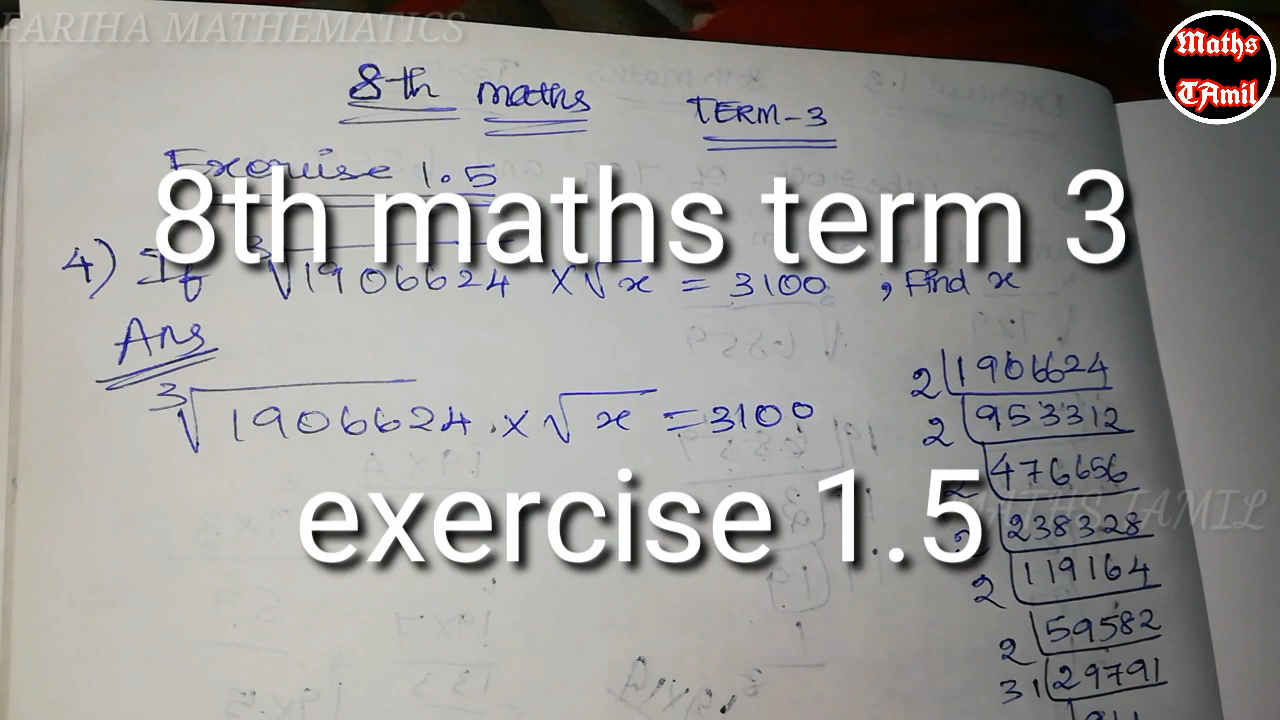 FARIHA MATHEMATICS
Maths
TAmil
8th maths TERM-3
Exercise 1.5
8th maths term 3
4) If ∛1906624 × √x = 3100 , Find x
Ans
∛1906624 × √x = 3100
exercise 1.5
MATHS TAMIL
2 | 1906624
2 | 953312
2 | 476656
2 | 238328
2 | 119164
2 | 59582
31 | 29791